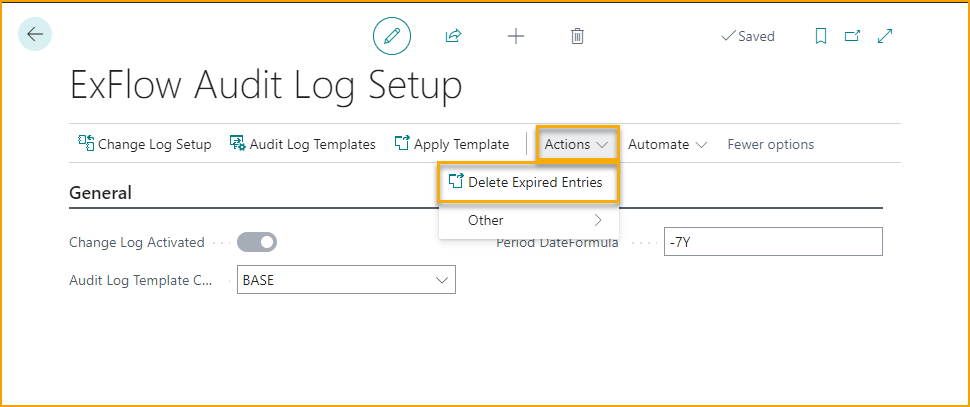 Saved
ExFlow Audit Log Setup
Change Log Setup Audit Log Templates Apply Template Actions Automate Fewer options
Delete Expired Entries
General
Other
Change Log Activated Period DateFormula -7Y
Audit Log Template C... BASE